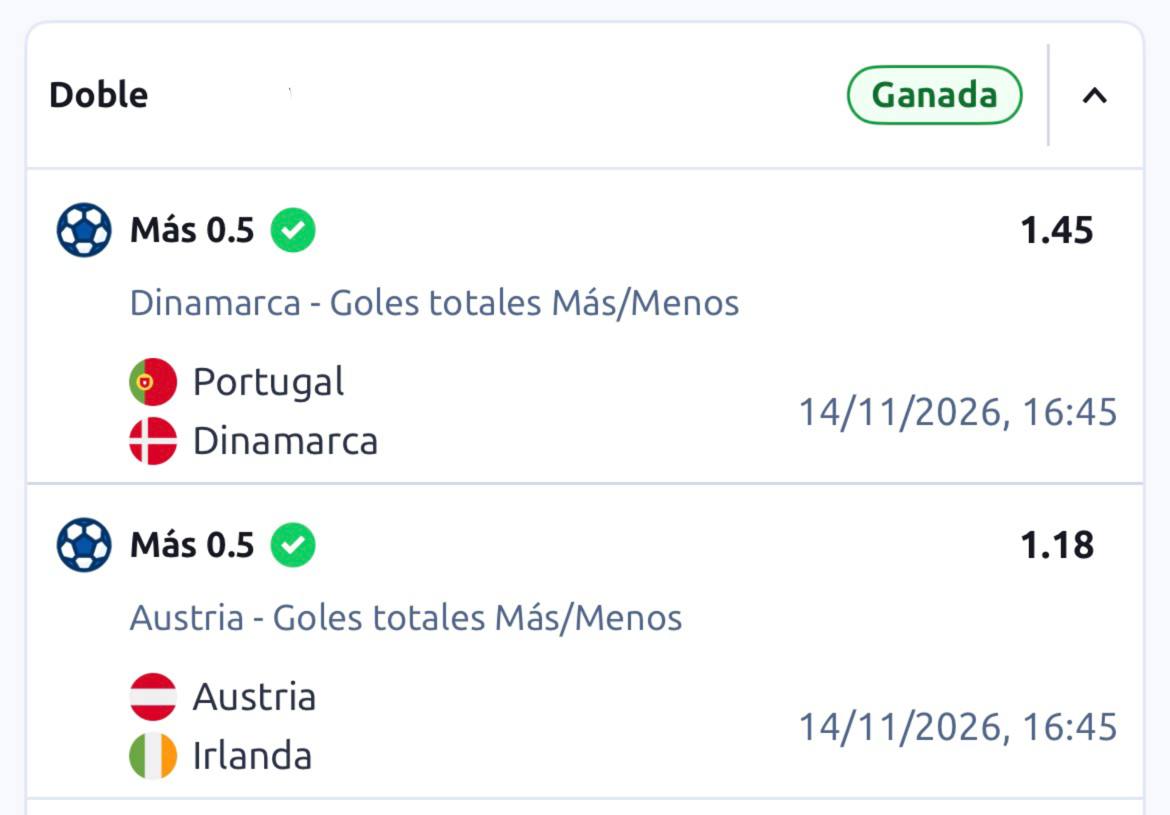 Doble
Ganada
Más 0.5
1.45
Dinamarca - Goles totales Más/Menos
Portugal
14/11/2026, 16:45
Dinamarca
Más 0.5
1.18
Austria - Goles totales Más/Menos
Austria
14/11/2026, 16:45
Irlanda